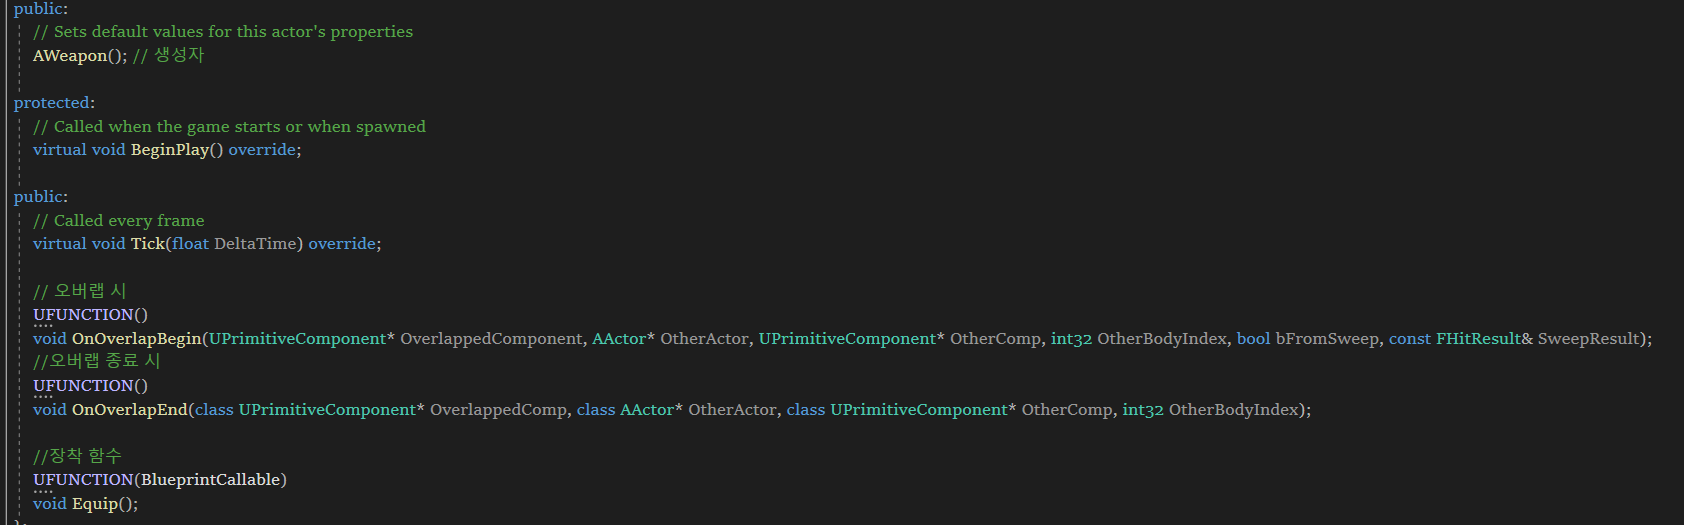 public:
// Sets default values for this actor's properties
AWeapon(); // 생성자
protected:
// Called when the game starts or when spawned
virtual void BeginPlay() override;
public:
// Called every frame
virtual void Tick(float DeltaTime) override;
// 오버랩 시
UFUNCTION()
void OnOverlapBegin(UPrimitiveComponent* OverlappedComponent, AActor* OtherActor, UPrimitiveComponent* OtherComp, int32 OtherBodyIndex, bool bFromSweep, const FHitResult& SweepResult);
//오버랩 종료 시
UFUNCTION()
void OnOverlapEnd(class UPrimitiveComponent* OverlappedComp, class AActor* OtherActor, class UPrimitiveComponent* OtherComp, int32 OtherBodyIndex);
//장착 함수
UFUNCTION(BlueprintCallable)
void Equip();
};